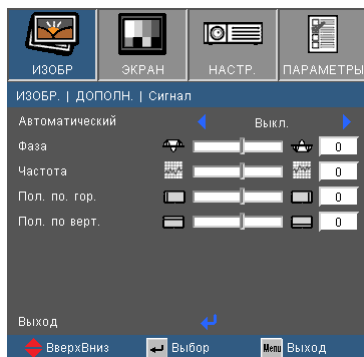 ИЗОБР ЭКРАН НАСТР. ПАРАМЕТРЫ
ИЗОБР. | ДОПОЛН. | Сигнал
Автоматический Выкл.
Фаза 0
Частота 0
Пол. по. гор. 0
Пол. по верт. 0
Выход
ВверхВниз Выбор Menu Выход